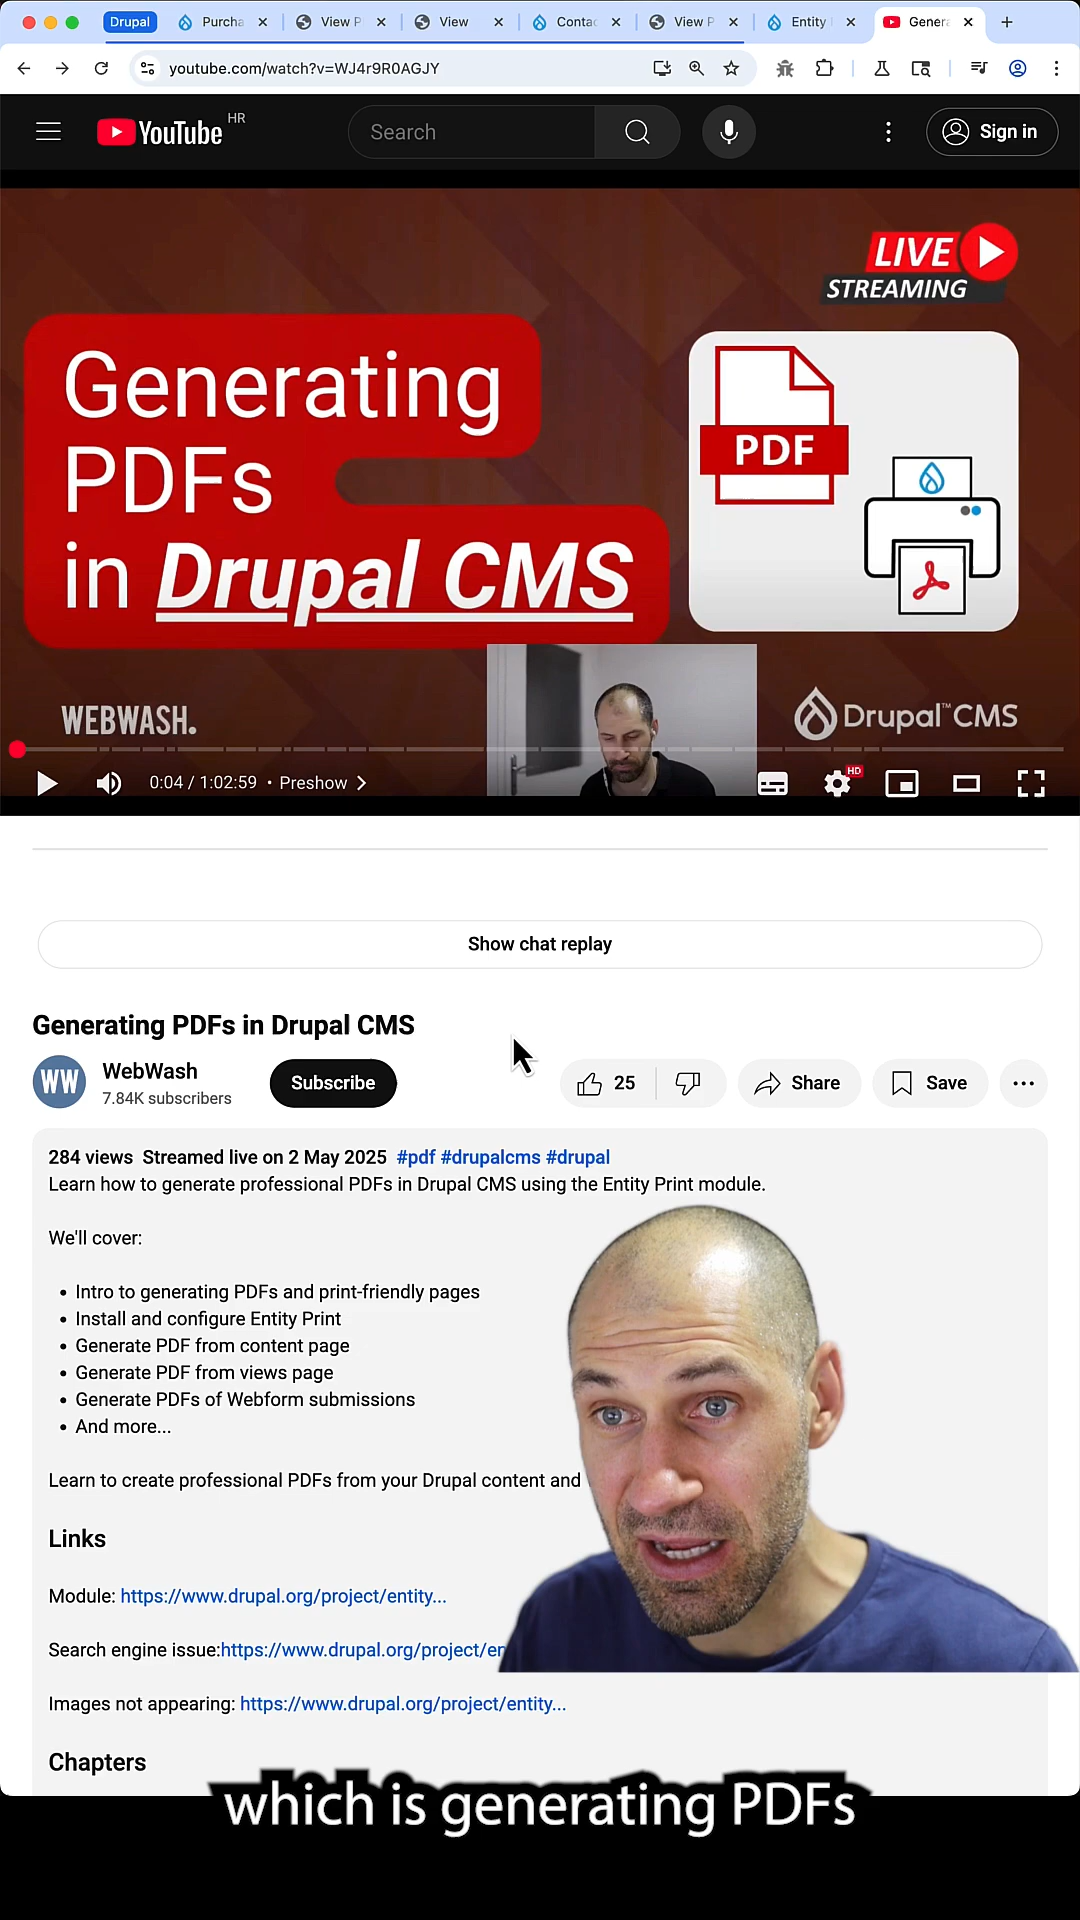 Drupal
Purcha
View P
View
Contac
View P
Entity
Genera
youtube.com/watch?v=WJ4r9R0AGJY
YouTube HR
Search
Sign in
LIVE
STREAMING
Generating
PDFs
in Drupal CMS
PDF
WEBWASH.
Drupal™ CMS
0:04 / 1:02:59 • Preshow
HD
Show chat replay
Generating PDFs in Drupal CMS
WW
WebWash
7.84K subscribers
Subscribe
25
Share
Save
284 views Streamed live on 2 May 2025 #pdf #drupalcms #drupal
Learn how to generate professional PDFs in Drupal CMS using the Entity Print module.
We'll cover:
• Intro to generating PDFs and print-friendly pages
• Install and configure Entity Print
• Generate PDF from content page
• Generate PDF from views page
• Generate PDFs of Webform submissions
• And more...
Learn to create professional PDFs from your Drupal content and
Links
Module: https://www.drupal.org/project/entity...
Search engine issue:https://www.drupal.org/project/en
Images not appearing: https://www.drupal.org/project/entity...
Chapters
which is generating PDFs